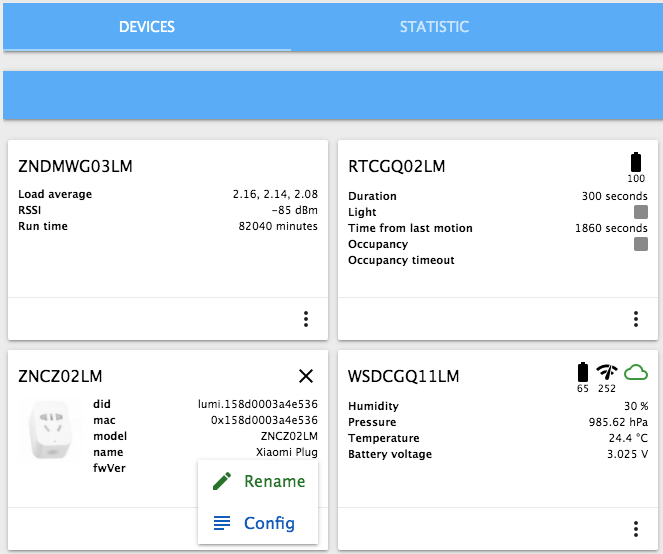 DEVICES STATISTIC
ZNDMWG03LM
Load average 2.16, 2.14, 2.08
RSSI -85 dBm
Run time 82040 minutes
RTCGQ02LM
100
Duration 300 seconds
Light
Time from last motion 1860 seconds
Occupancy
Occupancy timeout
ZNCZ02LM
did lumi.158d0003a4e536
mac 0x158d0003a4e536
model ZNCZ02LM
name Xiaomi Plug
fwVer
Rename
Config
WSDCGQ11LM
65 252
Humidity 30 %
Pressure 985.62 hPa
Temperature 24.4 °C
Battery voltage 3.025 V